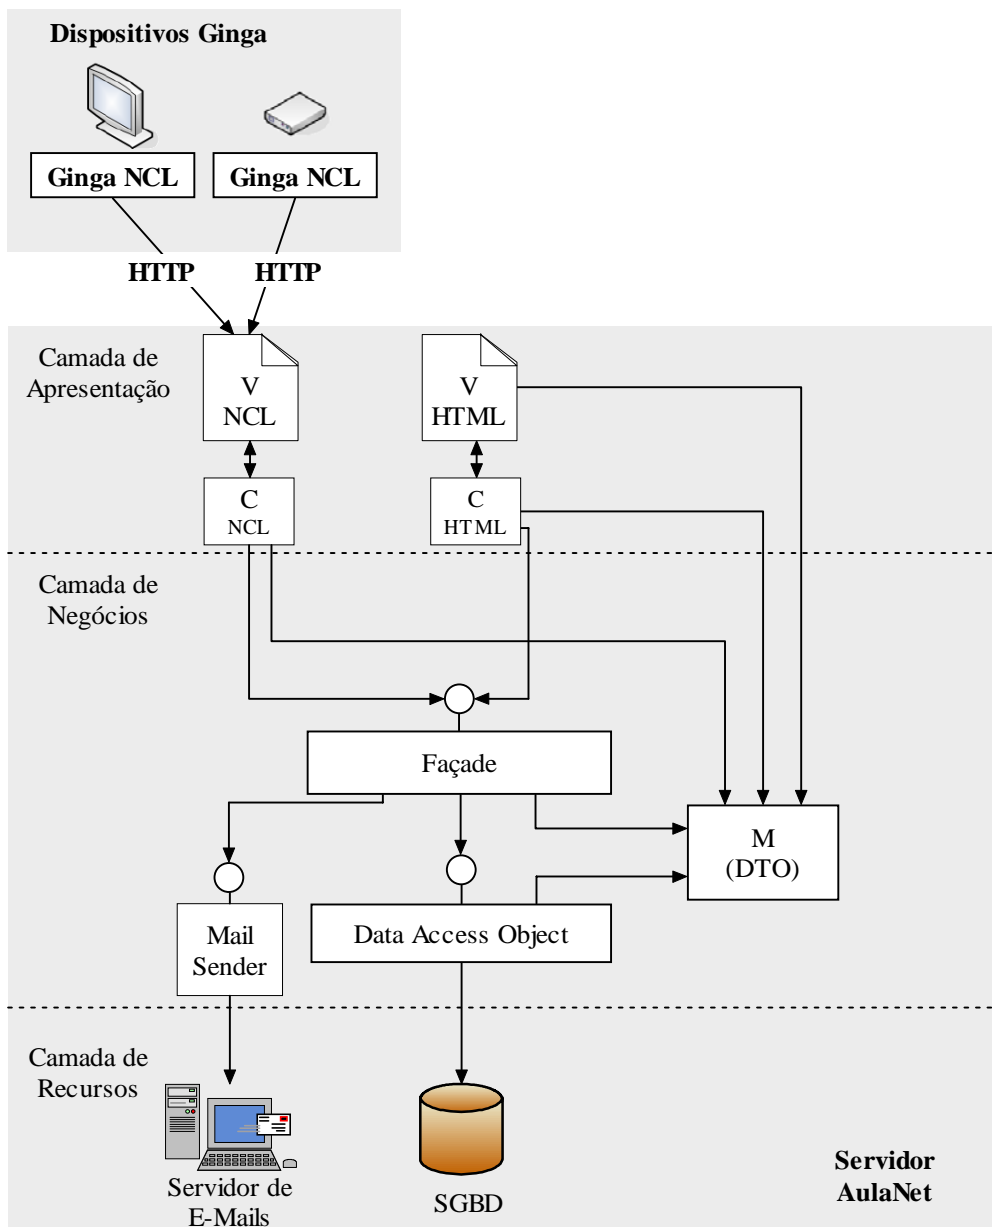 Dispositivos Ginga
Ginga NCL
Ginga NCL
HTTP
HTTP
Camada de
Apresentação
V
NCL
V
HTML
C
NCL
C
HTML
Camada de
Negócios
Façade
M
(DTO)
Mail
Sender
Data Access Object
Camada de
Recursos
Servidor de
E-Mails
SGBD
Servidor
AulaNet